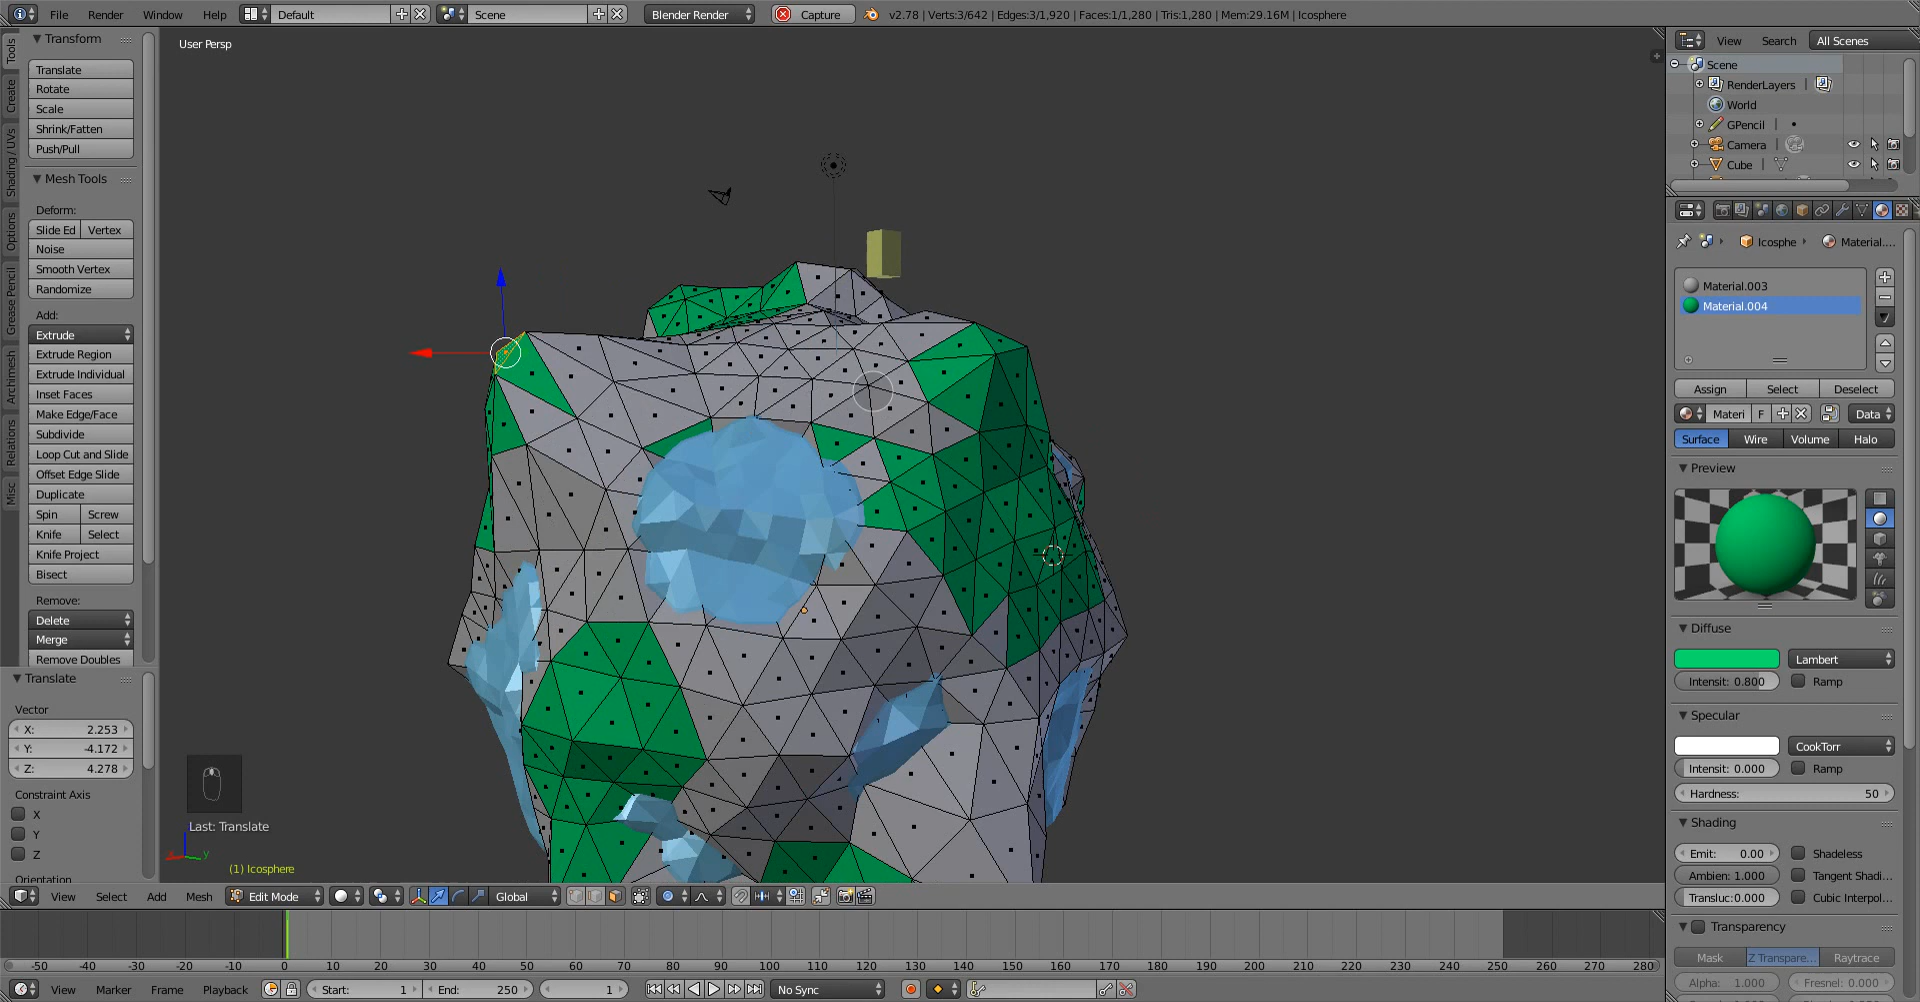 File Render Window Help Default Scene Blender Render Capture v2.78 | Verts:3/642 | Edges:3/1,920 | Faces:1/1,280 | Tris:1,280 | Mem:29.16M | Icosphere
Tools
Create
Shading / UVs
Options
Grease Pencil
Archimesh
Relations
Misc
Transform
Translate
Rotate
Scale
Shrink/Fatten
Push/Pull
Mesh Tools
Deform:
Slide Ed Vertex
Noise
Smooth Vertex
Randomize
Add:
Extrude
Extrude Region
Extrude Individual
Inset Faces
Make Edge/Face
Subdivide
Loop Cut and Slide
Offset Edge Slide
Duplicate
Spin Screw
Knife Select
Knife Project
Bisect
Remove:
Delete
Merge
Remove Doubles
Translate
Vector
X: 2.253
Y: -4.172
Z: 4.278
Constraint Axis
X
Y
Z
Orientation
User Persp
Last: Translate
x y
(1) Icosphere
View Select Add Mesh Edit Mode Global
-50 -40 -30 -20 -10 0 10 20 30 40 50 60 70 80 90 100 110 120 130 140 150 160 170 180 190 200 210 220 230 240 250 260 270 280
View Marker Frame Playback Start: 1 End: 250 1 No Sync
View Search All Scenes
Scene
RenderLayers |
World
GPencil |
Camera |
Cube |
Icosphe Material....
Material.003
Material.004
Assign Select Deselect
Materi F Data
Surface Wire Volume Halo
Preview
Diffuse
Lambert
Intensit: 0.800 Ramp
Specular
CookTorr
Intensit: 0.000 Ramp
Hardness: 50
Shading
Emit: 0.00 Shadeless
Ambien: 1.000 Tangent Shadi...
Transluc:0.000 Cubic Interpol...
Transparency
Mask Z Transpare... Raytrace
Alpha: 1.000 Fresnel: 0.000